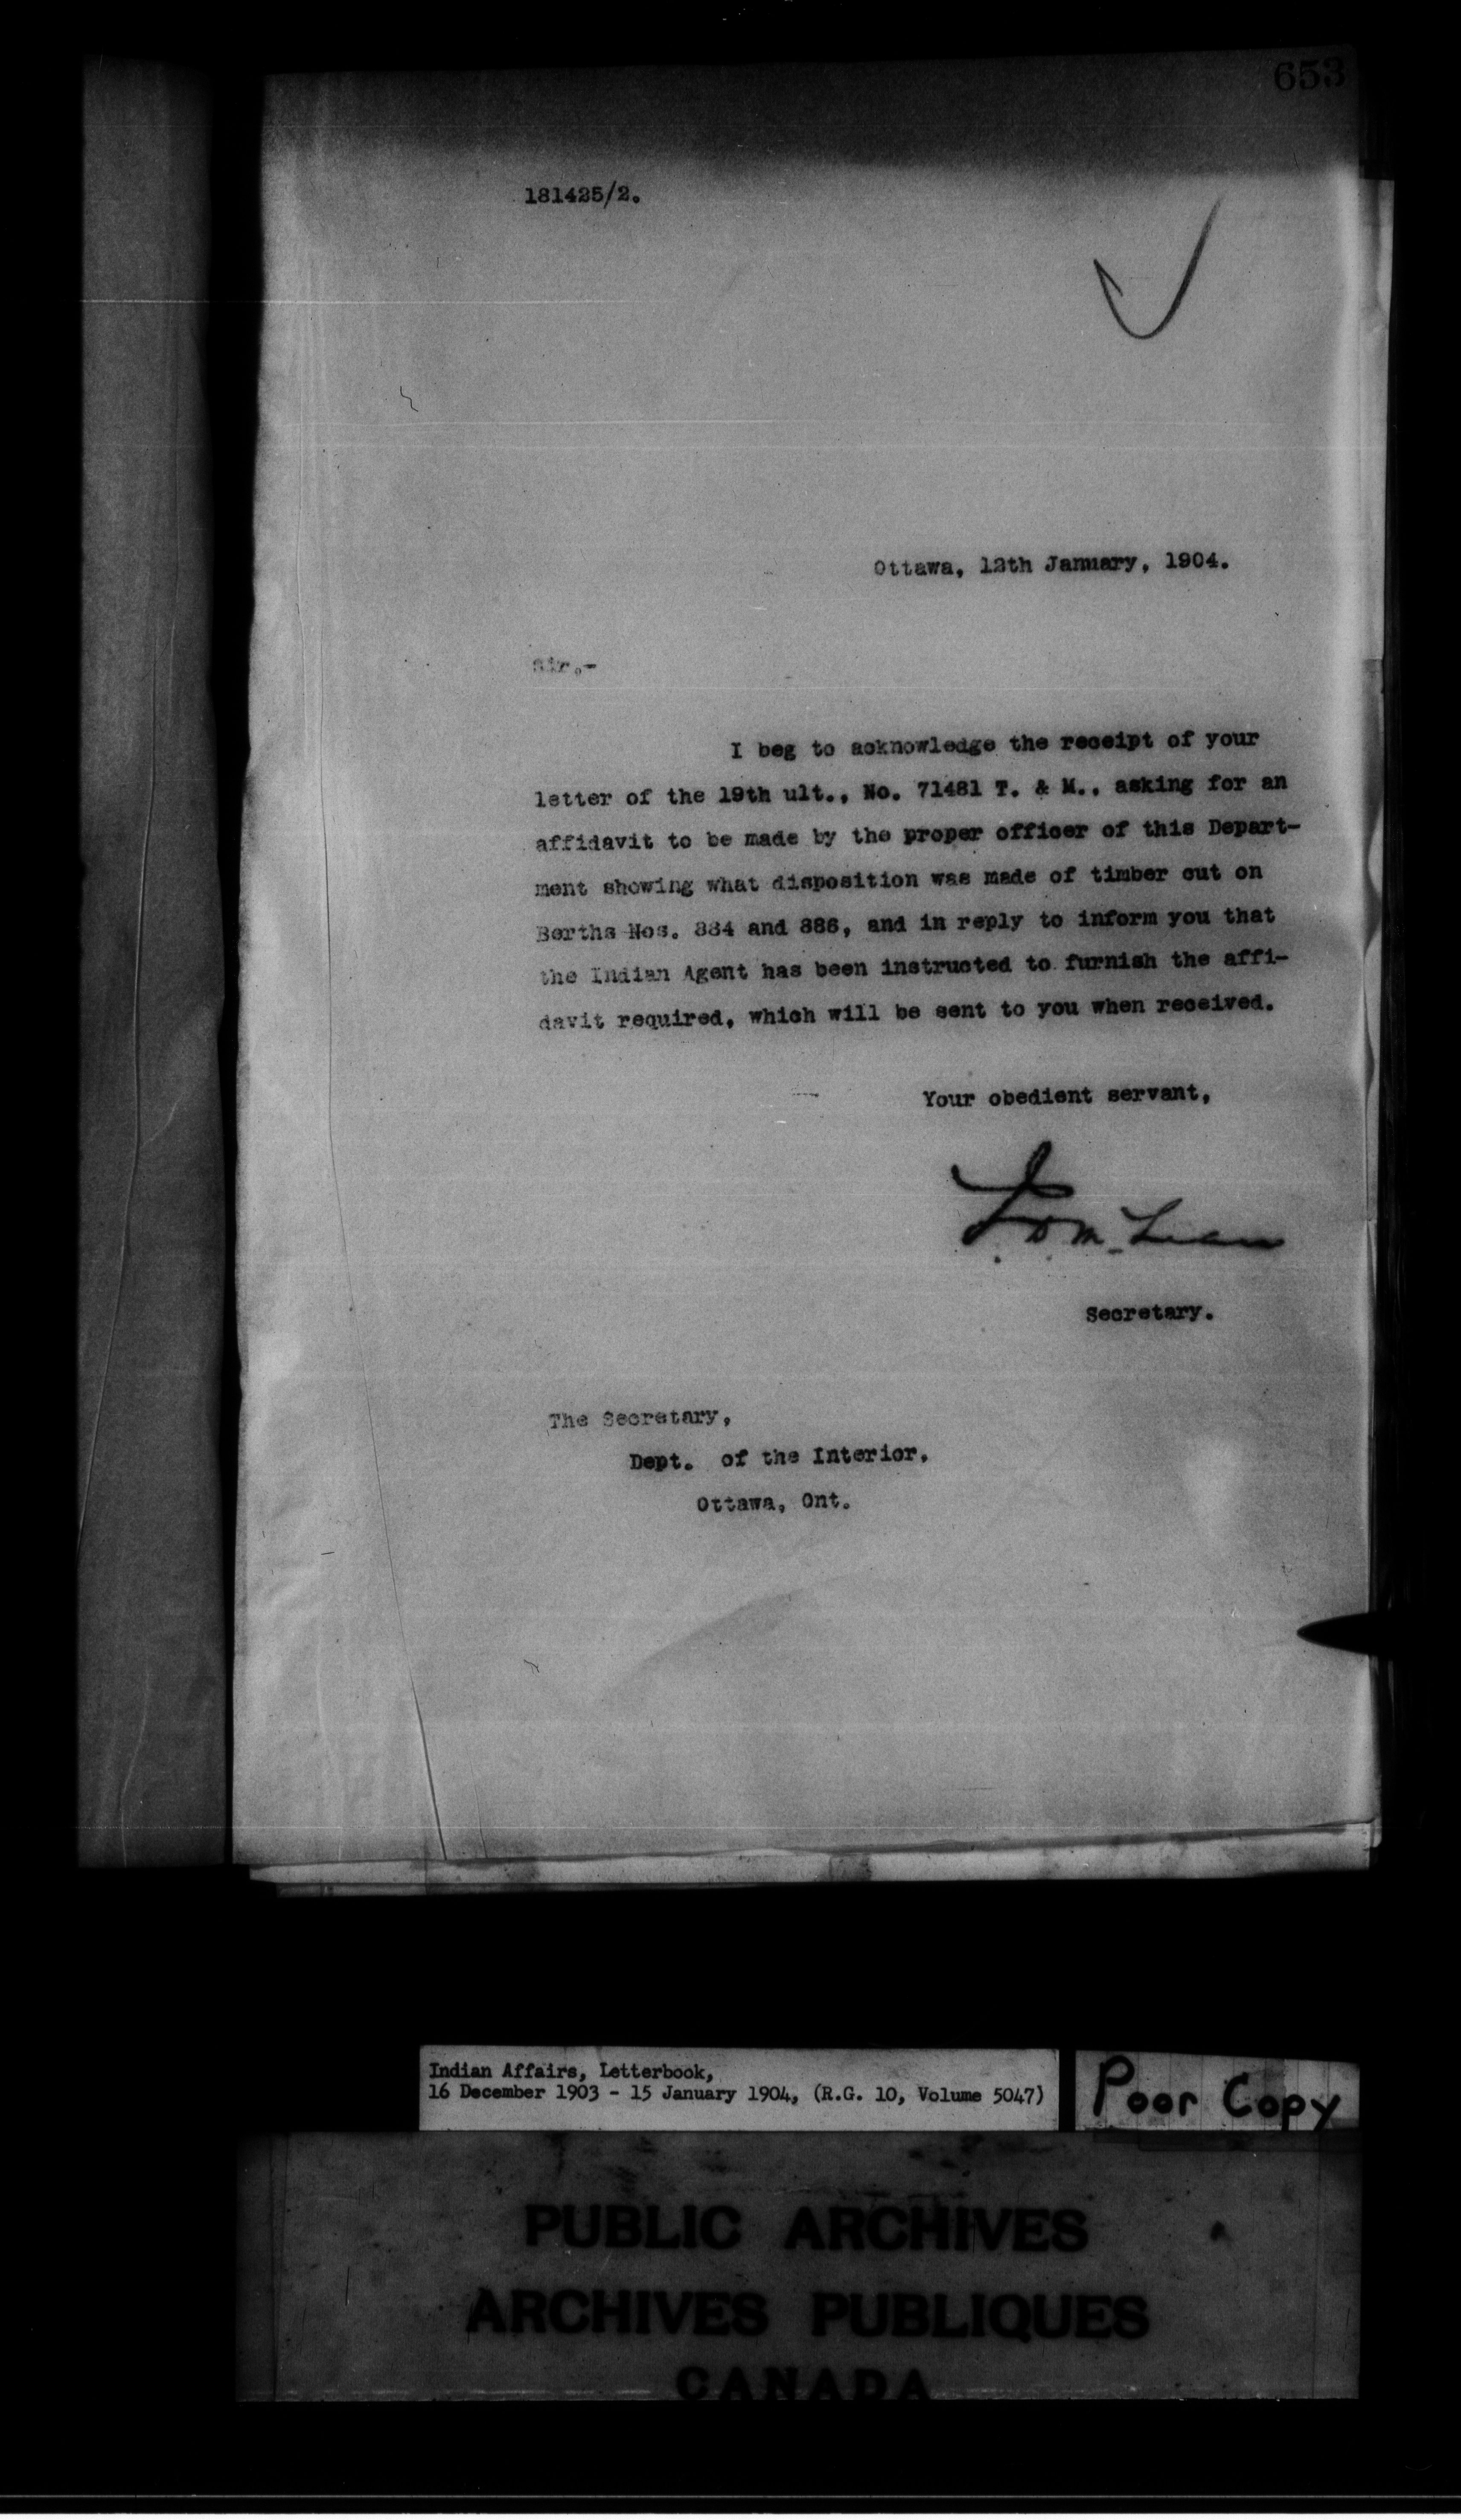 653
181425/2.
Ottawa, 12th January, 1904.
Sir.-
I beg to acknowledge the receipt of your
letter of the 19th ult., No. 71481 T. & M., asking for an
affidavit to be made by the proper officer of this Depart-
ment showing what disposition was made of timber cut on
Berths Nos. and and in reply to inform you that
the Indian Agent has been instructed to furnish the affi-
davit required, which will be sent to you when received.
Your obedient servant,
Secretary.
The Secretary,
Dept. of the Interior,
Ottawa, Ont.
Indian Affairs, Letterbook,
16 December 1903 - 15 January 1904, (R.G. 10, Volume 5047)
Poor Copy
PUBLIC ARCHIVES
ARCHIVES PUBLIQUES
CANADA